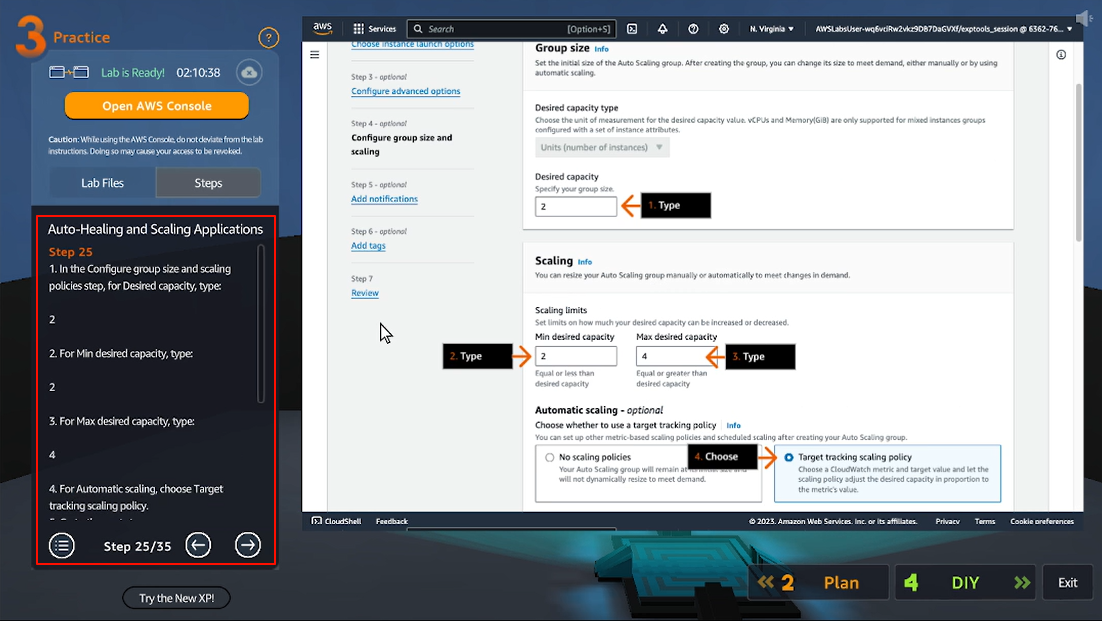 3 Practice
?
Lab is Ready! 02:10:38
Open AWS Console
Caution: While using the AWS Console, do not deviate from the lab
instructions. Doing so may cause your access to be revoked.
Lab Files Steps
Auto-Healing and Scaling Applications
Step 25
1. In the Configure group size and scaling
policies step, for Desired capacity, type:
2
2. For Min desired capacity, type:
2
3. For Max desired capacity, type:
4
4. For Automatic scaling, choose Target
tracking scaling policy.
Step 25/35
Try the New XP!
aws Services Search [Option+S] N. Virginia AWSLabsUser-wq6vciRw2vkz9DB7DaGVXf/exptools_session @ 6362-76...
Choose instance launch options
Step 3 - optional
Configure advanced options
Step 4 - optional
Configure group size and
scaling
Step 5 - optional
Add notifications
Step 6 - optional
Add tags
Step 7
Review
Group size Info
Set the initial size of the Auto Scaling group. After creating the group, you can change its size to meet demand, either manually or by using
automatic scaling.
Desired capacity type
Choose the unit of measurement for the desired capacity value. vCPUs and Memory(GiB) are only supported for mixed instances groups
configured with a set of instance attributes.
Units (number of instances)
Desired capacity
Specify your group size.
2
1. Type
Scaling Info
You can resize your Auto Scaling group manually or automatically to meet changes in demand.
Scaling limits
Set limits on how much your desired capacity can be increased or decreased.
Min desired capacity Max desired capacity
2. Type 2 4 3. Type
Equal or less than Equal or greater than
desired capacity desired capacity
Automatic scaling - optional
Choose whether to use a target tracking policy Info
You can set up other metric-based scaling policies and scheduled scaling after creating your Auto Scaling group.
No scaling policies 4. Choose Target tracking scaling policy
Your Auto Scaling group will remain at size and Choose a CloudWatch metric and target value and let the
will not dynamically resize to meet demand. scaling policy adjust the desired capacity in proportion to
the metric's value.
CloudShell Feedback © 2023, Amazon Web Services, Inc. or its affiliates. Privacy Terms Cookie preferences
2 Plan 4 DIY Exit